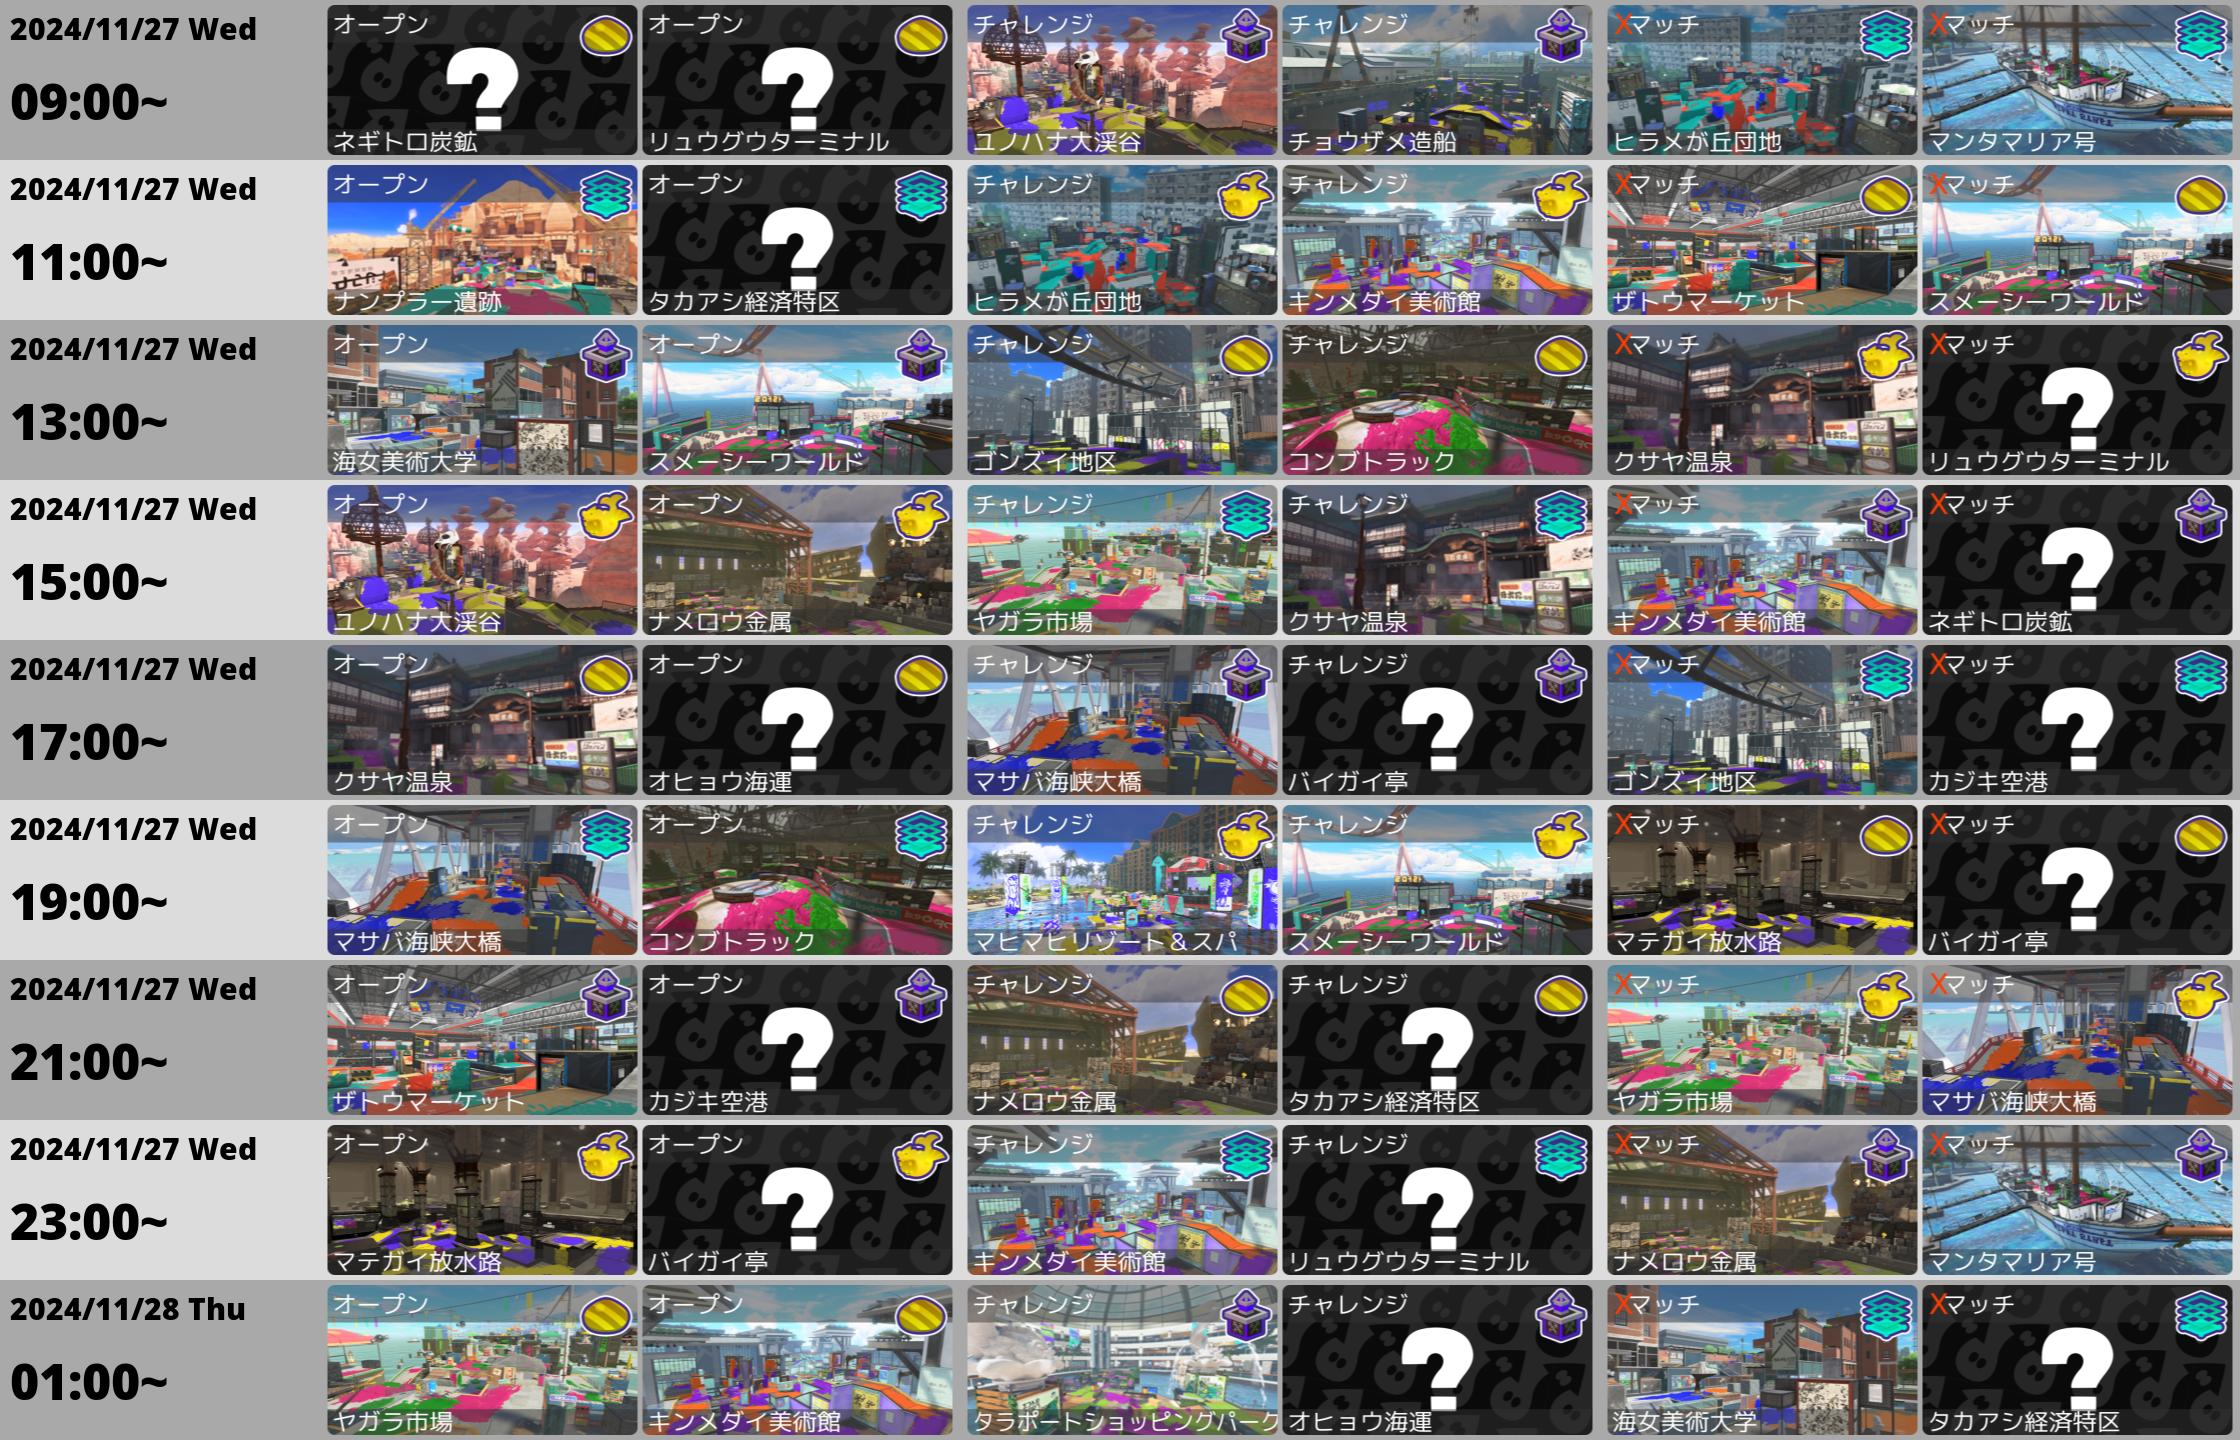 2024/11/27 Wed
09:00~
オープン
ネギトロ炭鉱
オープン
リュウグウターミナル
チャレンジ
ユノハナ大渓谷
チャレンジ
チョウザメ造船
Xマッチ
ヒラメが丘団地
Xマッチ
マンタマリア号
2024/11/27 Wed
11:00~
オープン
ナンプラー遺跡
オープン
タカアシ経済特区
チャレンジ
ヒラメが丘団地
チャレンジ
キンメダイ美術館
Xマッチ
ザトウマーケット
Xマッチ
スメーシーワールド
2024/11/27 Wed
13:00~
オープン
海女美術大学
オープン
スメーシーワールド
チャレンジ
ゴンズイ地区
チャレンジ
コンブトラック
Xマッチ
クサヤ温泉
Xマッチ
リュウグウターミナル
2024/11/27 Wed
15:00~
オープン
ユノハナ大渓谷
オープン
ナメロウ金属
チャレンジ
ヤガラ市場
チャレンジ
クサヤ温泉
Xマッチ
キンメダイ美術館
Xマッチ
ネギトロ炭鉱
2024/11/27 Wed
17:00~
オープン
クサヤ温泉
オープン
オヒョウ海運
チャレンジ
マサバ海峡大橋
チャレンジ
バイガイ亭
Xマッチ
ゴンズイ地区
Xマッチ
カジキ空港
2024/11/27 Wed
19:00~
オープン
マサバ海峡大橋
オープン
コンブトラック
チャレンジ
マヒマヒリゾート＆スパ
チャレンジ
スメーシーワールド
Xマッチ
マテガイ放水路
Xマッチ
バイガイ亭
2024/11/27 Wed
21:00~
オープン
ザトウマーケット
オープン
カジキ空港
チャレンジ
ナメロウ金属
チャレンジ
タカアシ経済特区
Xマッチ
ヤガラ市場
Xマッチ
マサバ海峡大橋
2024/11/27 Wed
23:00~
オープン
マテガイ放水路
オープン
バイガイ亭
チャレンジ
キンメダイ美術館
チャレンジ
リュウグウターミナル
Xマッチ
ナメロウ金属
Xマッチ
マンタマリア号
2024/11/28 Thu
01:00~
オープン
ヤガラ市場
オープン
キンメダイ美術館
チャレンジ
タラポートショッピングパーク
チャレンジ
オヒョウ海運
Xマッチ
海女美術大学
Xマッチ
タカアシ経済特区